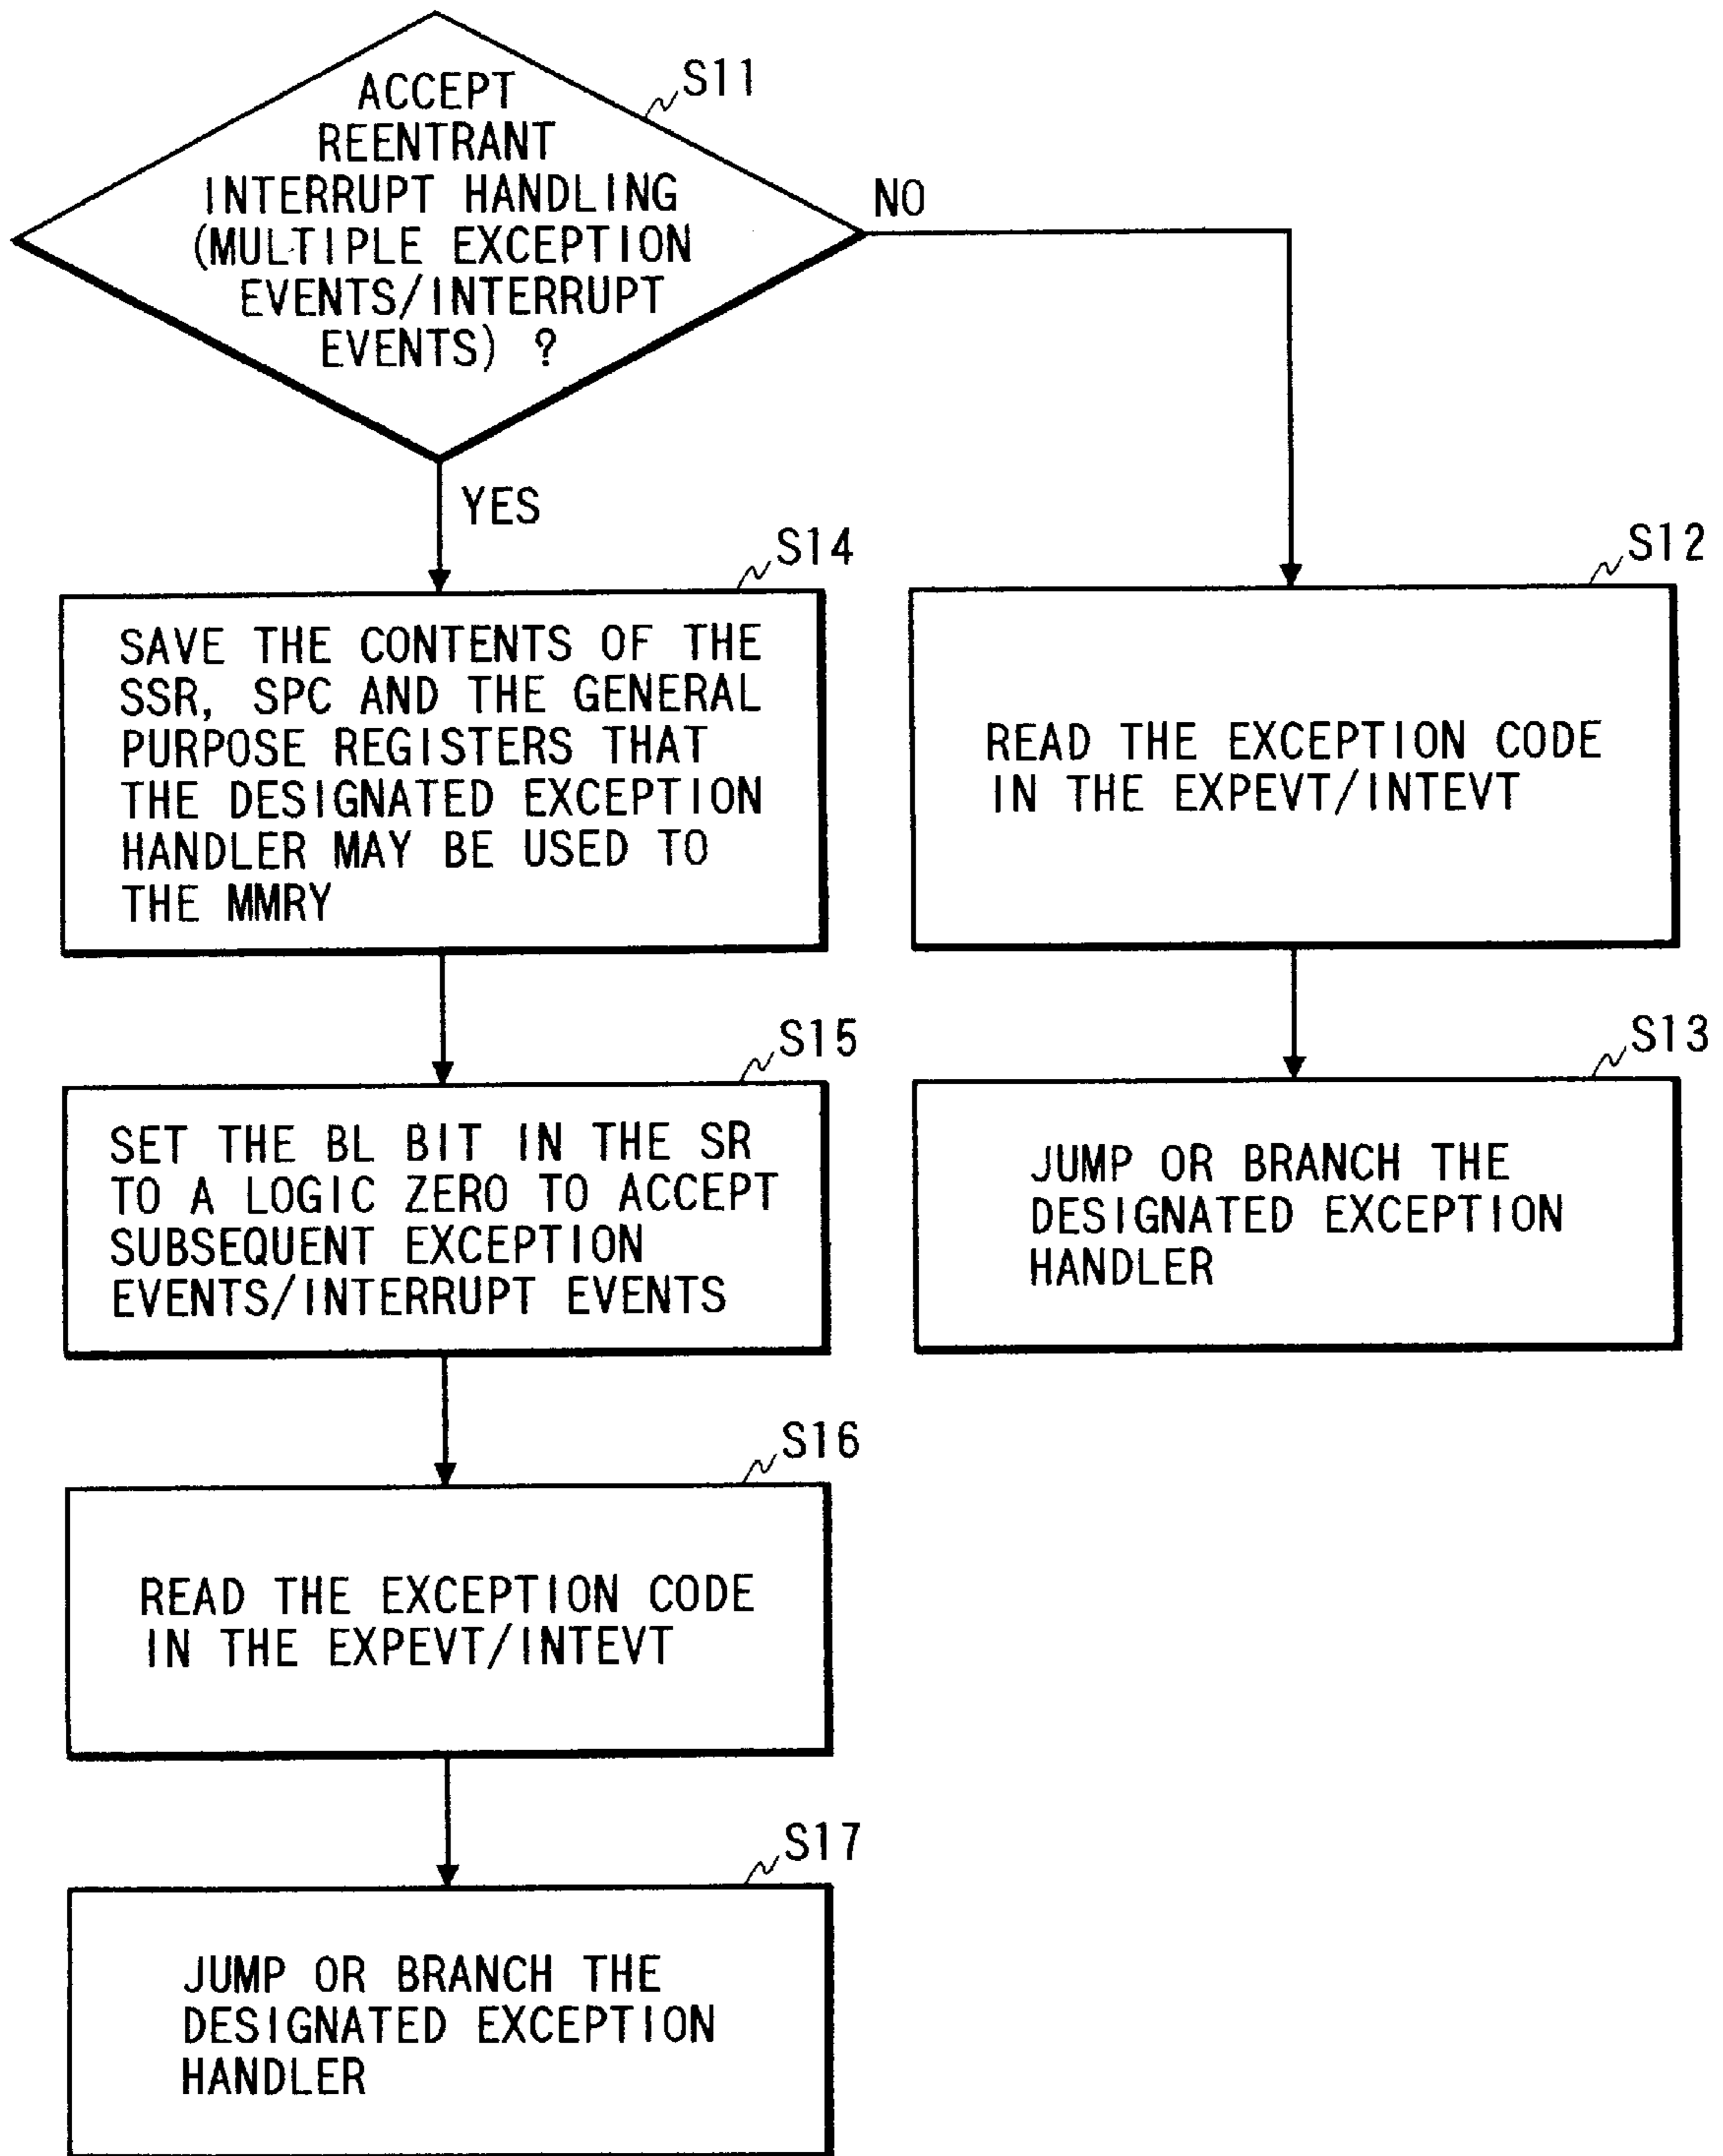 S11
ACCEPT
REENTRANT
INTERRUPT HANDLING
(MULTIPLE EXCEPTION
EVENTS/INTERRUPT
EVENTS) ?
NO
YES
S14
SAVE THE CONTENTS OF THE
SSR, SPC AND THE GENERAL
PURPOSE REGISTERS THAT
THE DESIGNATED EXCEPTION
HANDLER MAY BE USED TO
THE MMRY
S12
READ THE EXCEPTION CODE
IN THE EXPEVT/INTEVT
S15
SET THE BL BIT IN THE SR
TO A LOGIC ZERO TO ACCEPT
SUBSEQUENT EXCEPTION
EVENTS/INTERRUPT EVENTS
S13
JUMP OR BRANCH THE
DESIGNATED EXCEPTION
HANDLER
S16
READ THE EXCEPTION CODE
IN THE EXPEVT/INTEVT
S17
JUMP OR BRANCH THE
DESIGNATED EXCEPTION
HANDLER